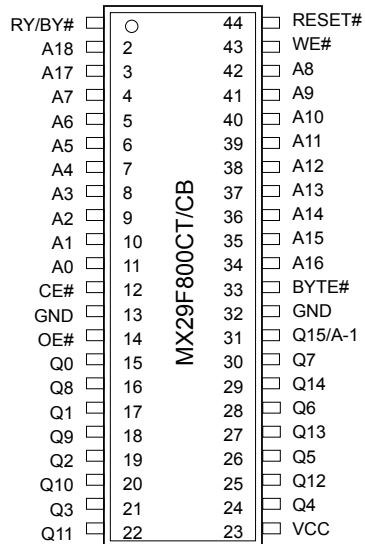 RY/BY# 44 RESET#
A18 2 43 WE#
A17 3 42 A8
A7 4 41 A9
A6 5 40 A10
A5 6 39 A11
A4 7 38 A12
A3 8 37 A13
A2 9 36 A14
A1 10 35 A15
A0 11 34 A16
CE# 12 33 BYTE#
GND 13 32 GND
OE# 14 31 Q15/A-1
Q0 15 30 Q7
Q8 16 29 Q14
Q1 17 28 Q6
Q9 18 27 Q13
Q2 19 26 Q5
Q10 20 25 Q12
Q3 21 24 Q4
Q11 22 23 VCC
MX29F800CT/CB